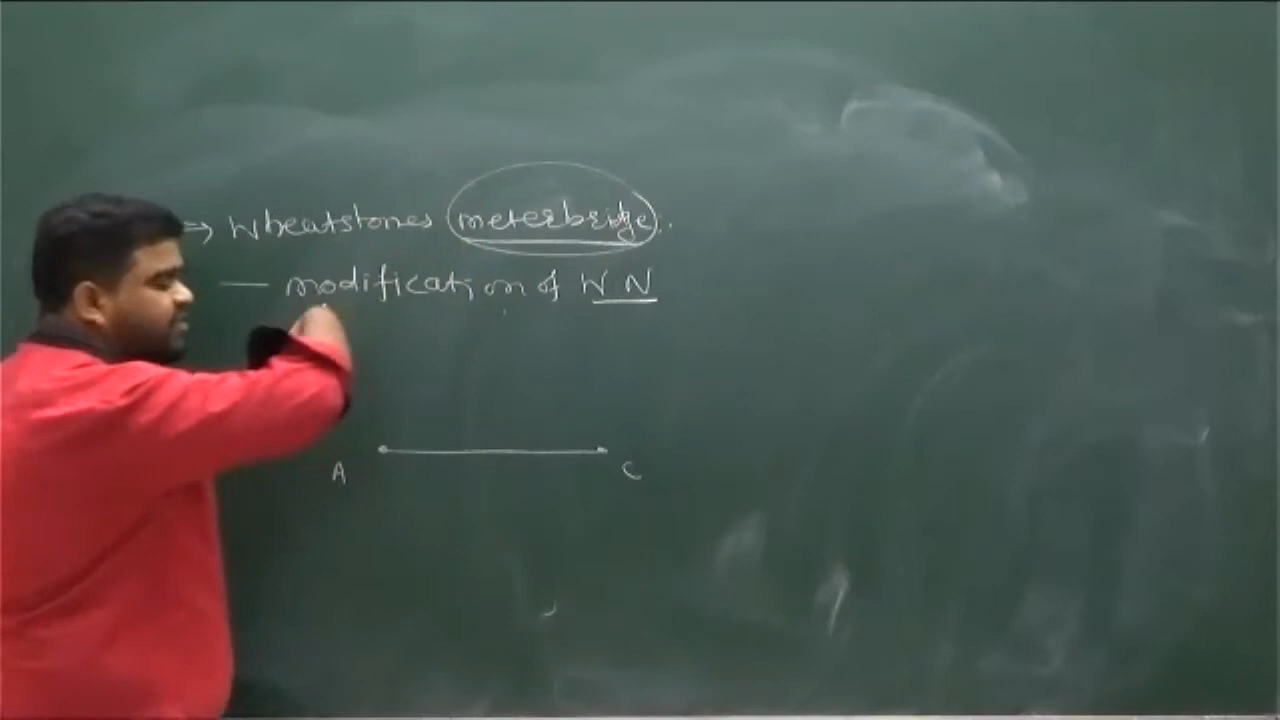 ⇒ Wheatstones meterbridge:.
— modification of W N
A C